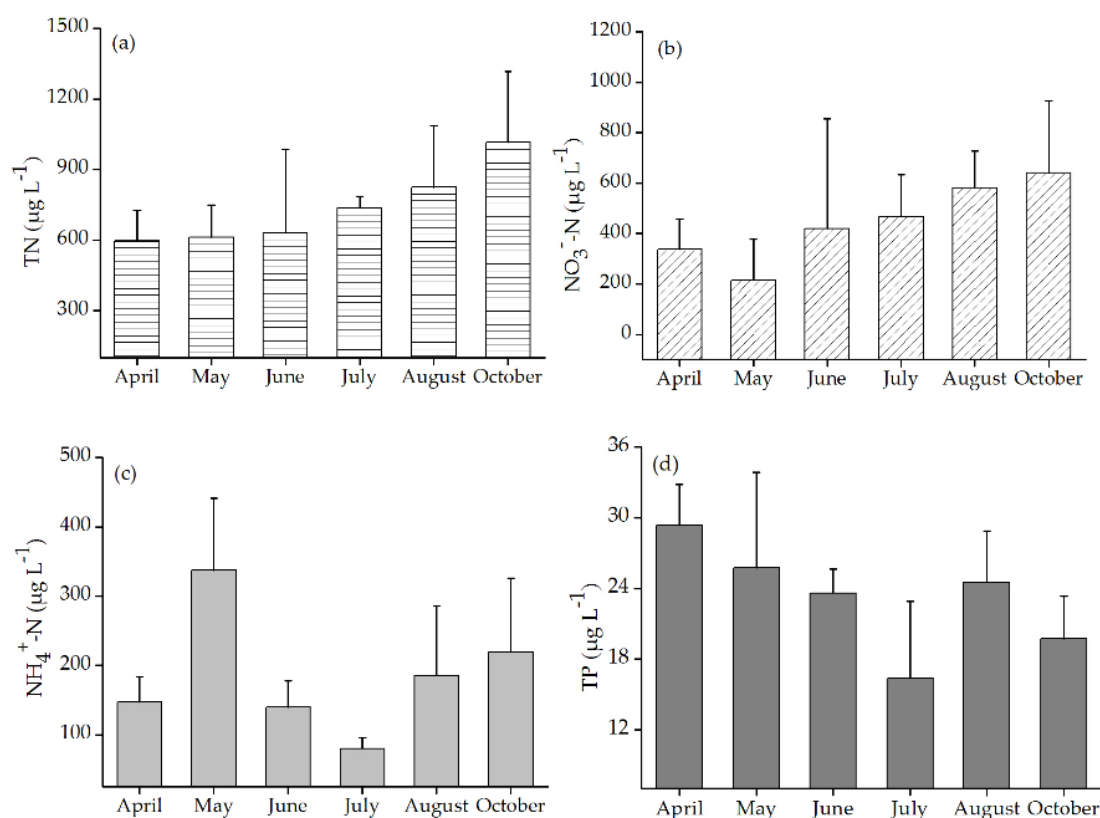 (a)
TN (µg L⁻¹)
1500
1200
900
600
300
April May June July August October
(b)
NO₃⁻-N (µg L⁻¹)
1200
1000
800
600
400
200
0
April May June July August October
(c)
NH₄⁺-N (µg L⁻¹)
500
400
300
200
100
April May June July August October
(d)
TP (µg L⁻¹)
36
30
24
18
12
April May June July August October